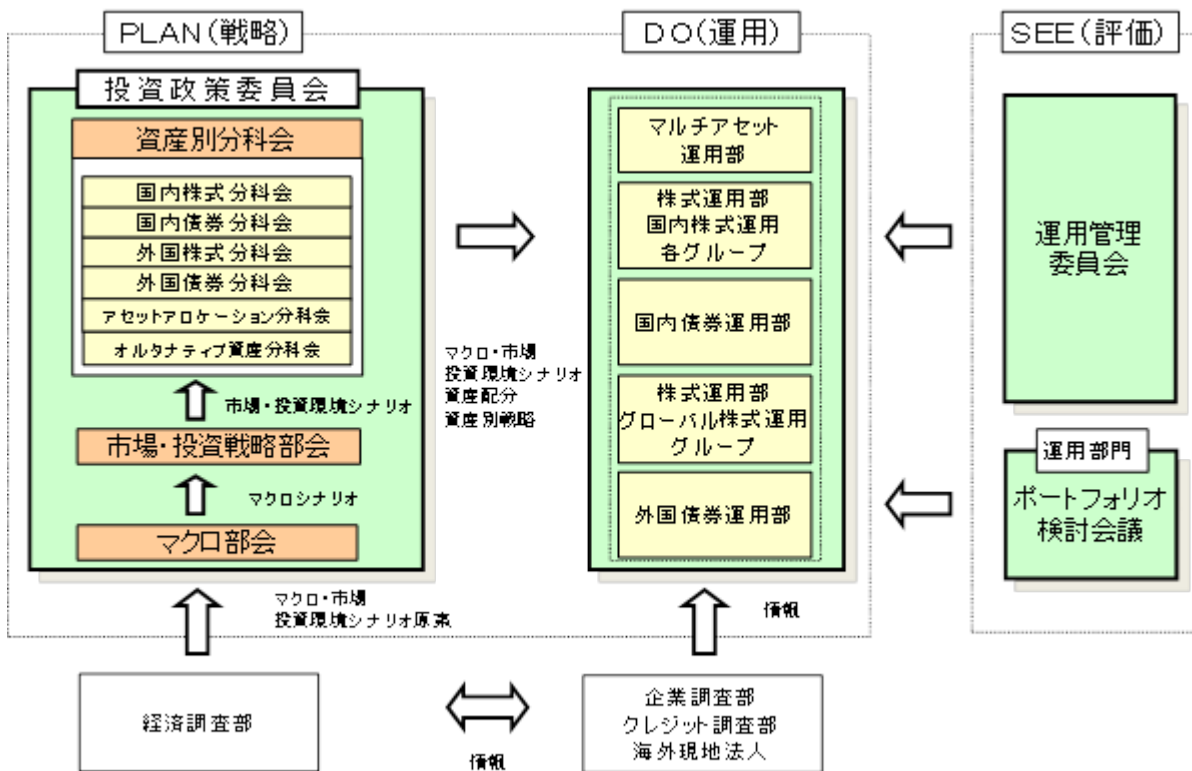 PLAN(戦略)
投資政策委員会
資産別分科会
国内株式分科会
国内債券分科会
外国株式分科会
外国債券分科会
アセットアロケーション分科会
オルタナティブ資産分科会
市場・投資環境シナリオ
市場・投資戦略部会
マクロシナリオ
マクロ部会
マクロ・市場
投資環境シナリオ原案
経済調査部
マクロ・市場
投資環境シナリオ
資産配分
資産別戦略
DO(運用)
マルチアセット
運用部
株式運用部
国内株式運用
各グループ
国内債券運用部
株式運用部
グローバル株式運用
グループ
外国債券運用部
情報
情報
企業調査部
クレジット調査部
海外現地法人
SEE(評価)
運用管理
委員会
運用部門
ポートフォリオ
検討会議